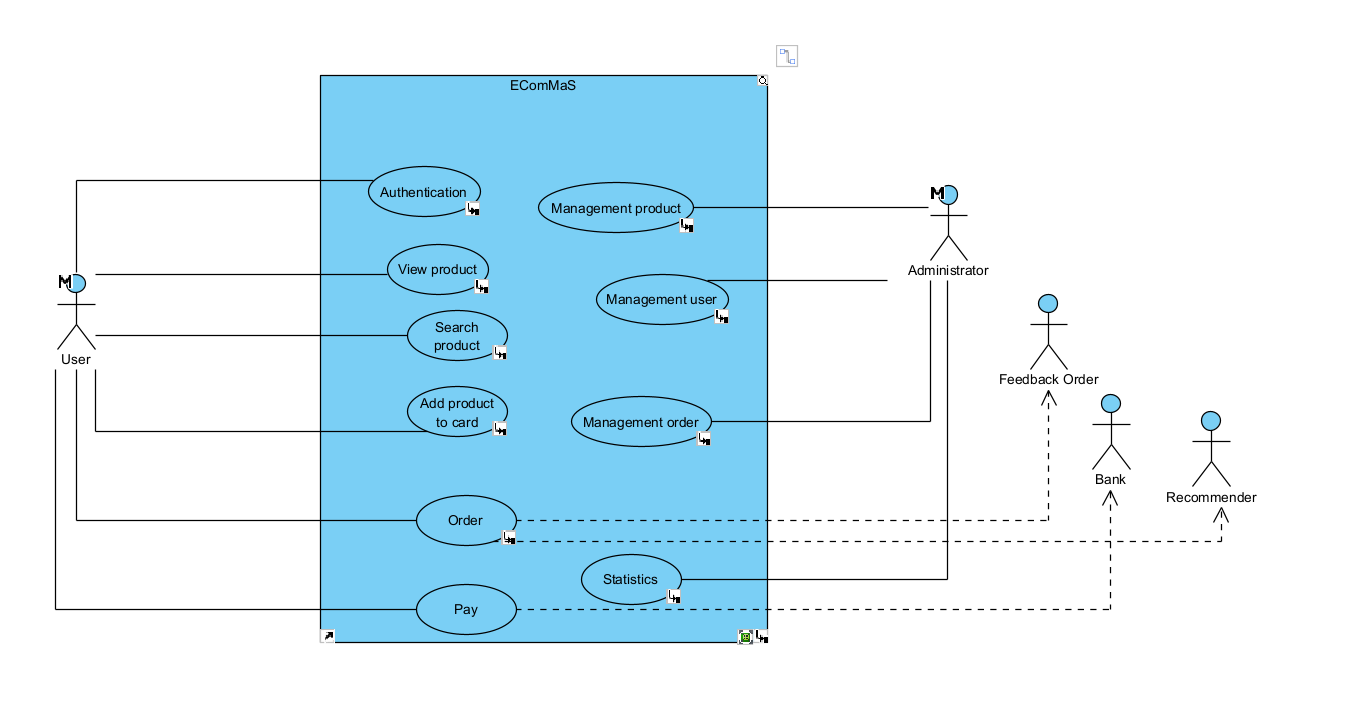 EComMaS
Authentication
Management product
View product
Management user
Search
product
Add product
to card
Management order
Order
Statistics
Pay
M
User
M
Administrator
Feedback Order
Bank
Recommender